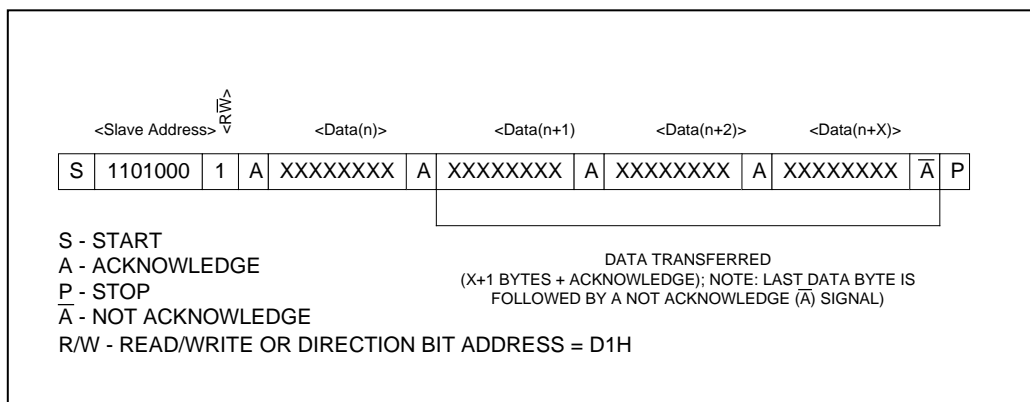 <Slave Address> <RW̅> <Data(n)> <Data(n+1) <Data(n+2)> <Data(n+X)>
S 1101000 1 A XXXXXXXX A XXXXXXXX A XXXXXXXX A XXXXXXXX A̅ P
S - START
A - ACKNOWLEDGE
P - STOP
A̅ - NOT ACKNOWLEDGE
R/W - READ/WRITE OR DIRECTION BIT ADDRESS = D1H
DATA TRANSFERRED
(X+1 BYTES + ACKNOWLEDGE); NOTE: LAST DATA BYTE IS
FOLLOWED BY A NOT ACKNOWLEDGE (A̅) SIGNAL)